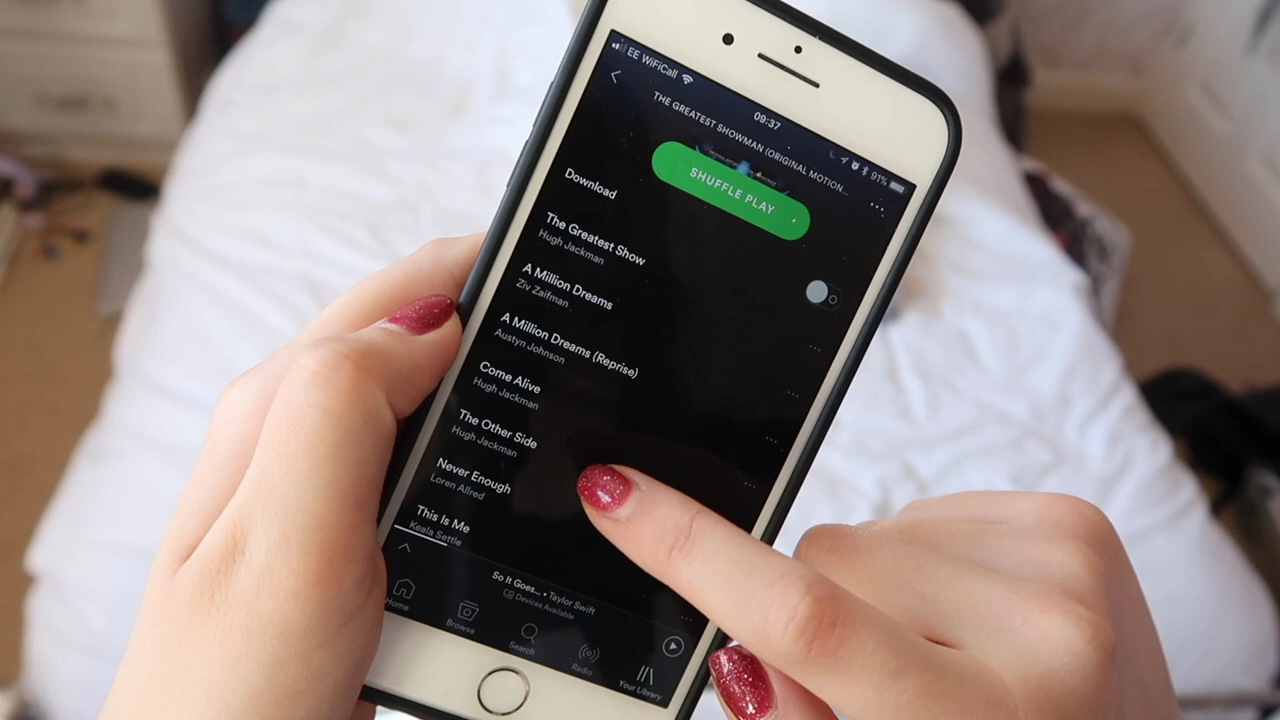 EE WiFiCall
09:37
91%
THE GREATEST SHOWMAN (ORIGINAL MOTION...
SHUFFLE PLAY
Download
The Greatest Show
Hugh Jackman
A Million Dreams
Ziv Zaifman
A Million Dreams (Reprise)
Austyn Johnson
Come Alive
Hugh Jackman
The Other Side
Hugh Jackman
Never Enough
Loren Allred
This Is Me
Keala Settle
So It Goes... • Taylor Swift
Devices Available
Home
Browse
Search
Radio
Your Library